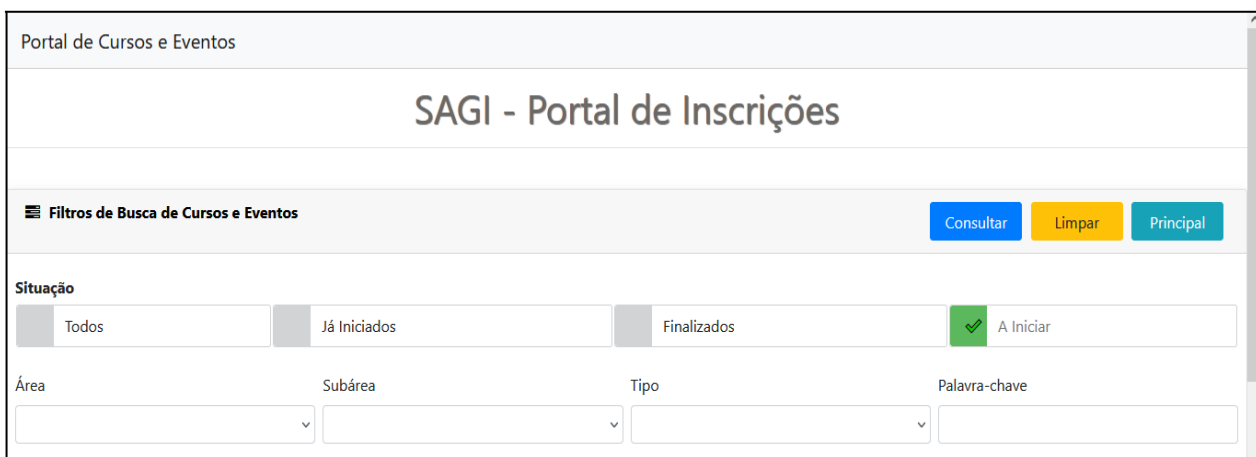 Portal de Cursos e Eventos
SAGI - Portal de Inscrições
Filtros de Busca de Cursos e Eventos
Consultar Limpar Principal
Situação
Todos Já Iniciados Finalizados A Iniciar
Área Subárea Tipo Palavra-chave